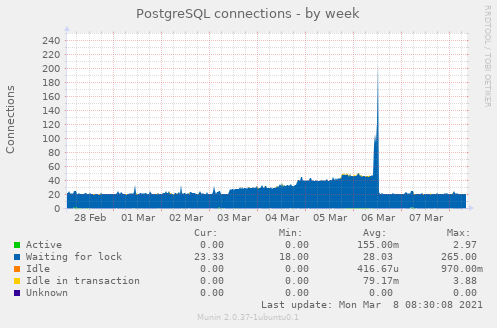 PostgreSQL connections - by week
RRDTOOL / TOBI OETIKER
Connections
240
220
200
180
160
140
120
100
80
60
40
20
0
28 Feb 01 Mar 02 Mar 03 Mar 04 Mar 05 Mar 06 Mar 07 Mar
Cur: Min: Avg: Max:
Active 0.00 0.00 155.00m 2.97
Waiting for lock 23.33 18.00 28.03 265.00
Idle 0.00 0.00 416.67u 970.00m
Idle in transaction 0.00 0.00 79.17m 3.88
Unknown 0.00 0.00 0.00 0.00
Last update: Mon Mar 8 08:30:08 2021
Munin 2.0.37-1ubuntu0.1